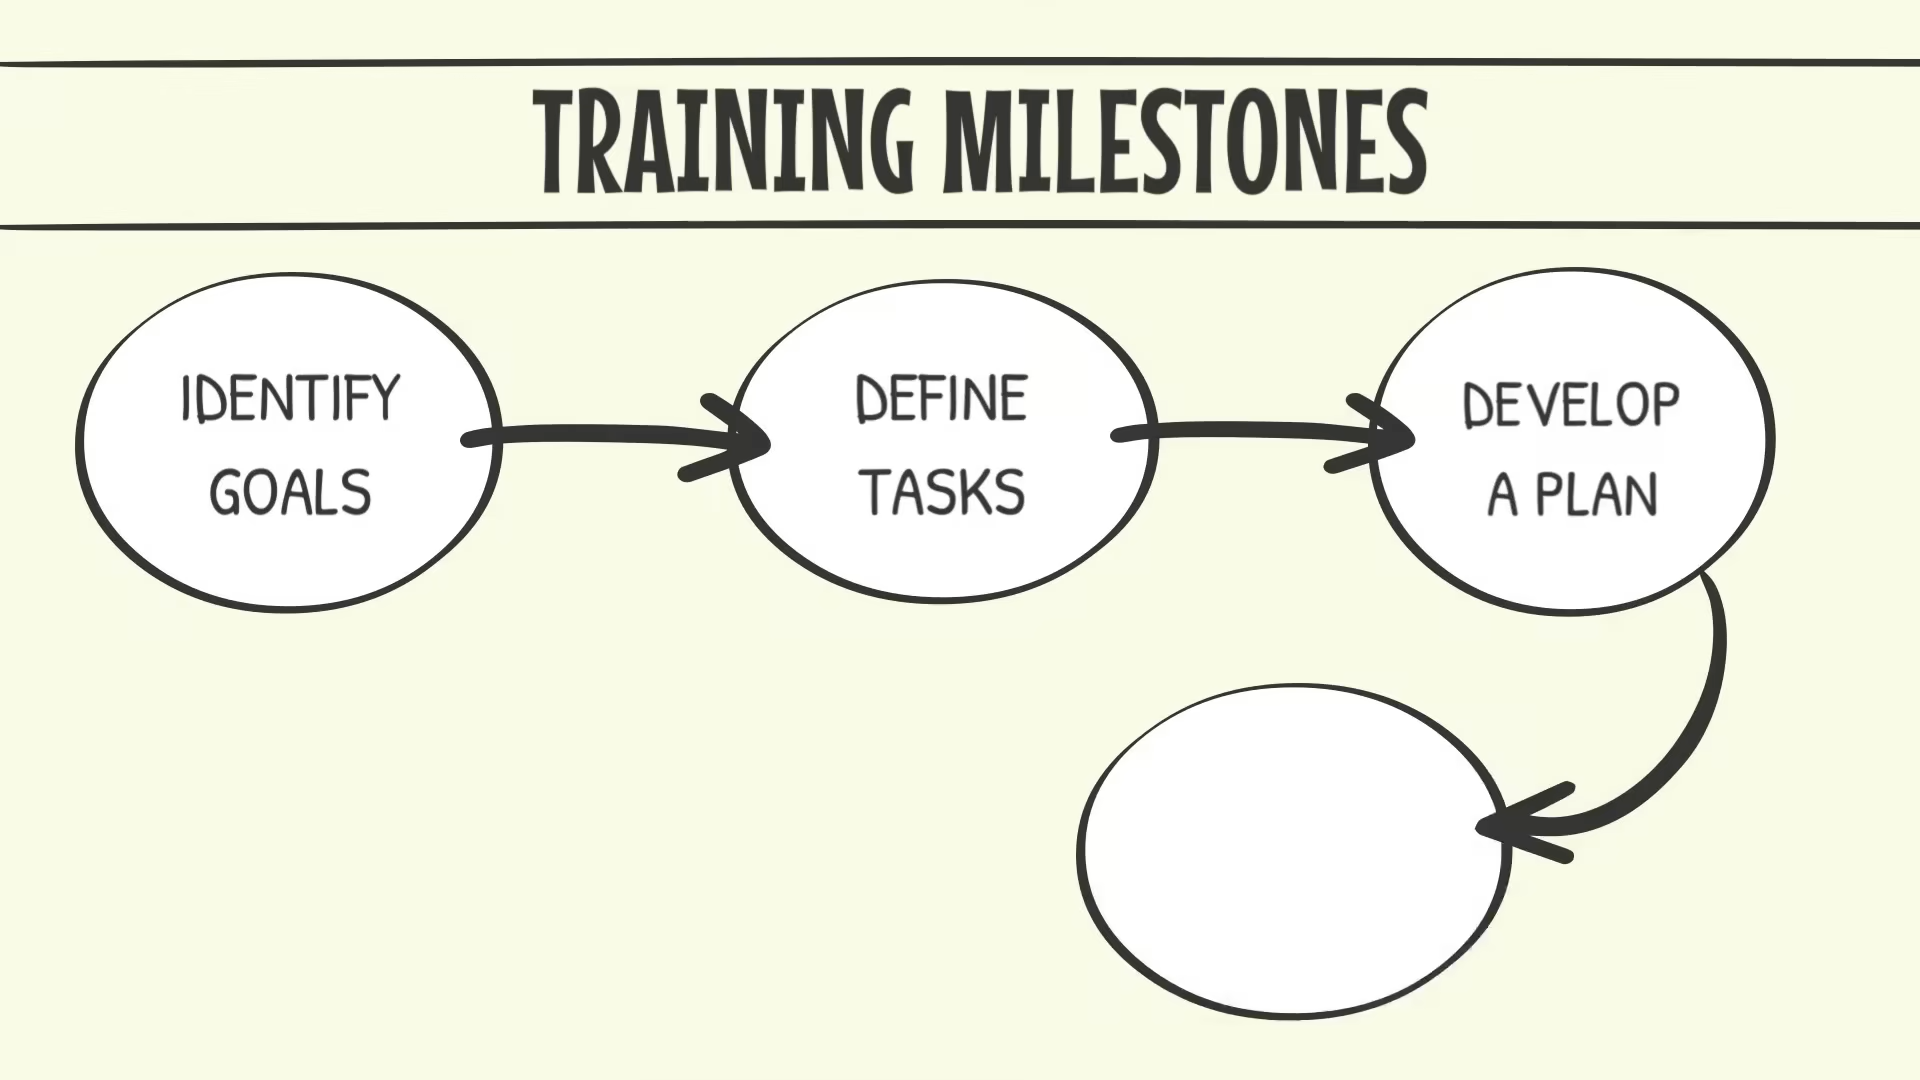 TRAINING MILESTONES
IDENTIFY
GOALS
DEFINE
TASKS
DEVELOP
A PLAN